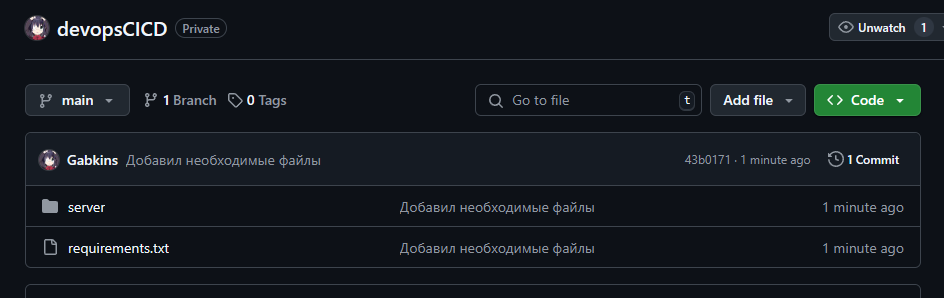 devopsCICD Private Unwatch 1
main 1 Branch 0 Tags Go to file t Add file Code
Gabkins Добавил необходимые файлы 43b0171 · 1 minute ago 1 Commit
server Добавил необходимые файлы 1 minute ago
requirements.txt Добавил необходимые файлы 1 minute ago